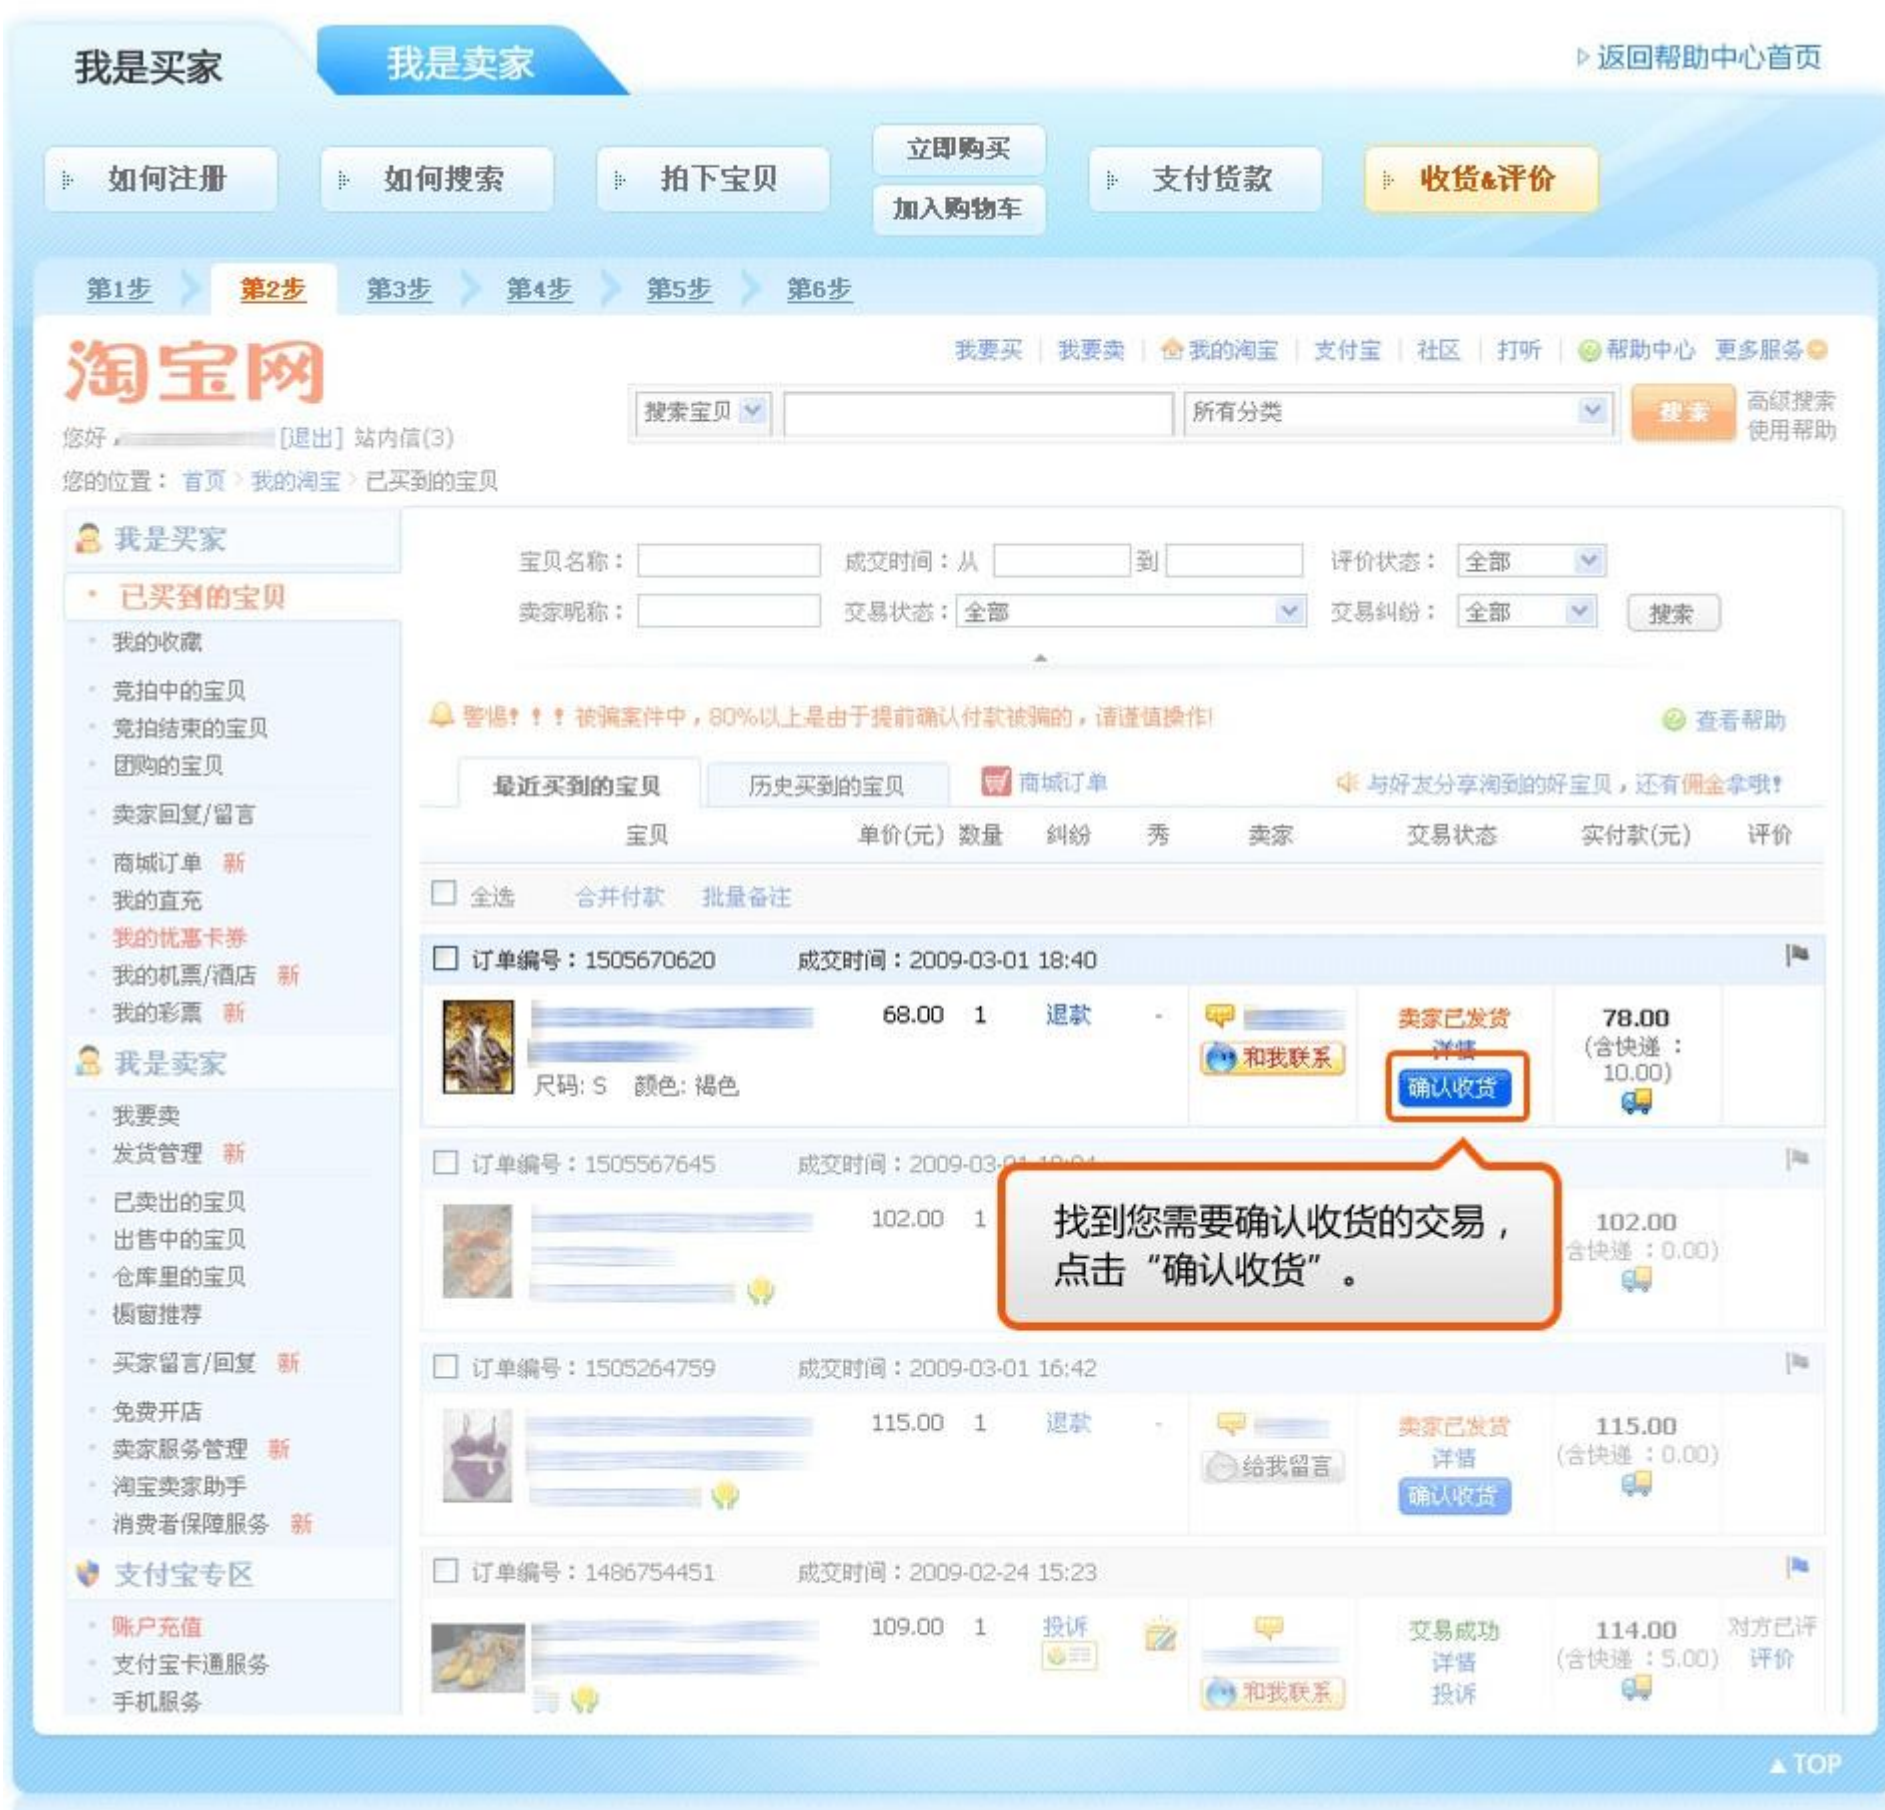 我是买家
我是卖家
返回帮助中心首页
如何注册
如何搜索
拍下宝贝
立即购买
加入购物车
支付货款
收货&评价
第1步 第2步 第3步 第4步 第5步 第6步
淘宝网
我要买 我要卖 我的淘宝 支付宝 社区 打听 帮助中心 更多服务
搜索宝贝
所有分类
搜索
高级搜索
使用帮助
您好， [退出] 站内信(3)
您的位置： 首页 > 我的淘宝 > 已买到的宝贝
我是买家
已买到的宝贝
我的收藏
竞拍中的宝贝
竞拍结束的宝贝
团购的宝贝
卖家回复/留言
商城订单 新
我的直充
我的优惠卡券
我的机票/酒店 新
我的彩票 新
我是卖家
我要卖
发货管理 新
已卖出的宝贝
出售中的宝贝
仓库里的宝贝
橱窗推荐
买家留言/回复 新
免费开店
卖家服务管理 新
淘宝卖家助手
消费者保障服务 新
支付宝专区
账户充值
支付宝卡通服务
手机服务
宝贝名称： 成交时间：从 到 评价状态： 全部
卖家昵称： 交易状态： 全部 交易纠纷： 全部 搜索
警惕！！！被骗案件中，80%以上是由于提前确认付款被骗的，请谨值操作!
查看帮助
最近买到的宝贝 历史买到的宝贝 商城订单 与好友分享淘到的好宝贝，还有佣金拿哦！
宝贝 单价(元) 数量 纠纷 秀 卖家 交易状态 实付款(元) 评价
全选 合并付款 批量备注
订单编号：1505670620 成交时间：2009-03-01 18:40
68.00 1 退款 - 卖家已发货 78.00
和我联系 详情 (含快递：
10.00)
尺码: S 颜色: 褐色 确认收货
订单编号：1505567645 成交时间：2009-03-01
102.00 1 102.00
含快递：0.00)
找到您需要确认收货的交易，
点击“确认收货”。
订单编号：1505264759 成交时间：2009-03-01 16:42
115.00 1 退款 - 卖家已发货 115.00
给我留言 详情 (含快递：0.00)
确认收货
订单编号：1486754451 成交时间：2009-02-24 15:23
109.00 1 投诉 交易成功 114.00 对方已评
详情 (含快递：5.00) 评价
和我联系 投诉
TOP